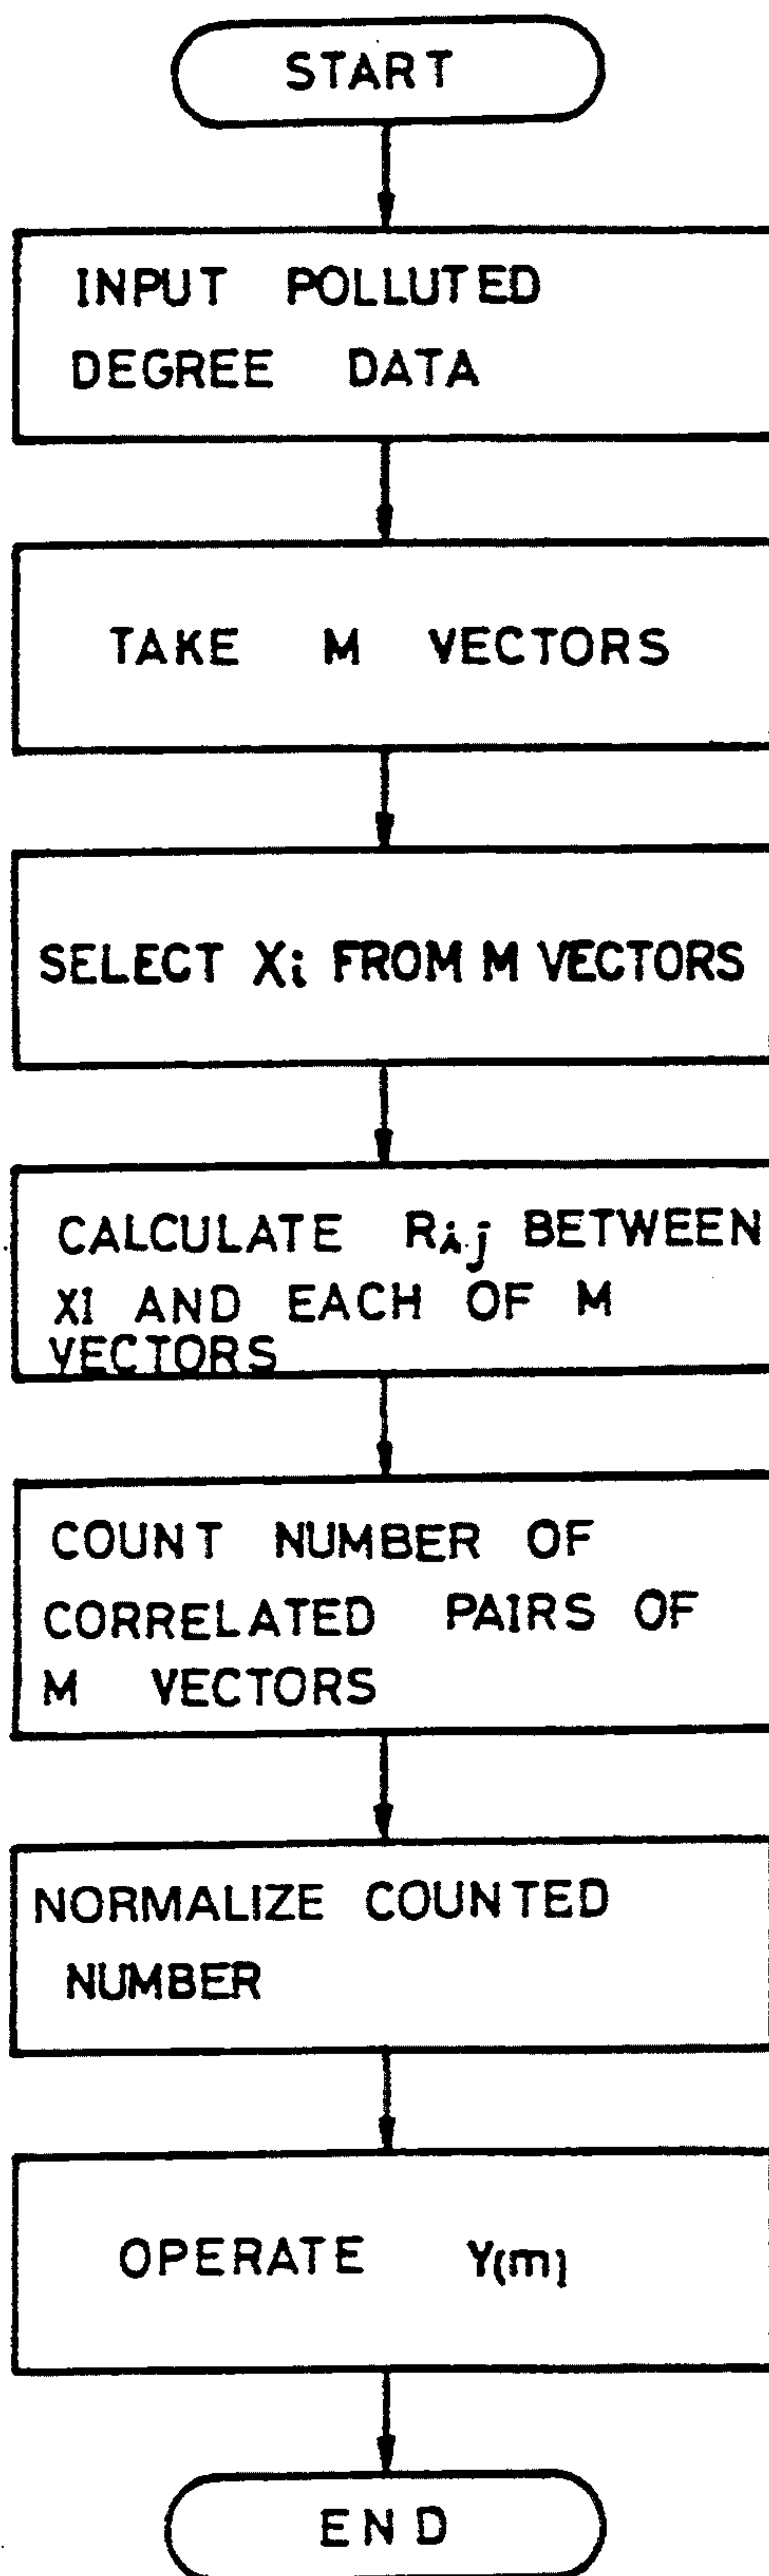 START
INPUT POLLUTED
DEGREE DATA
TAKE M VECTORS
SELECT Xi FROM M VECTORS
CALCULATE Ri.j BETWEEN
XI AND EACH OF M
VECTORS
COUNT NUMBER OF
CORRELATED PAIRS OF
M VECTORS
NORMALIZE COUNTED
NUMBER
OPERATE Y(m)
END